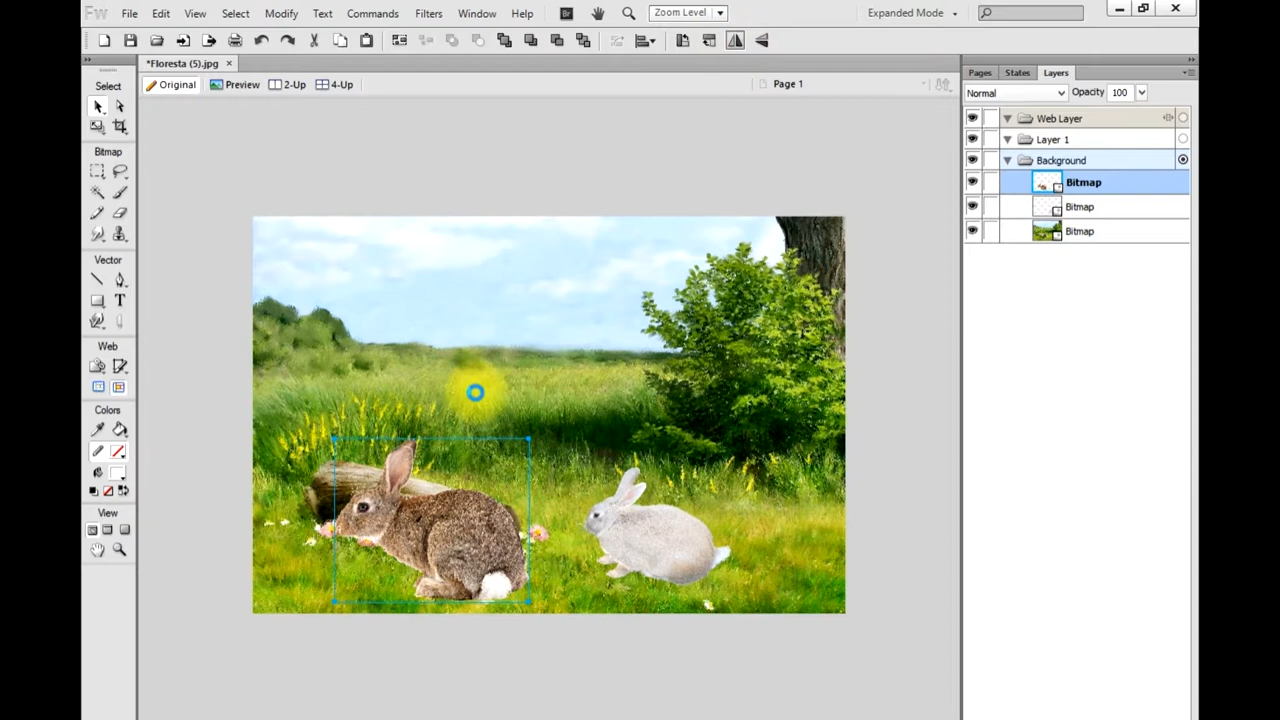 Fw File Edit View Select Modify Text Commands Filters Window Help Br Zoom Level Expanded Mode
*Floresta (5).jpg
Original Preview 2-Up 4-Up Page 1
Pages States Layers
Normal Opacity 100
Web Layer
Layer 1
Background
Bitmap
Bitmap
Bitmap
Select
Bitmap
Vector
T
Web
Colors
View